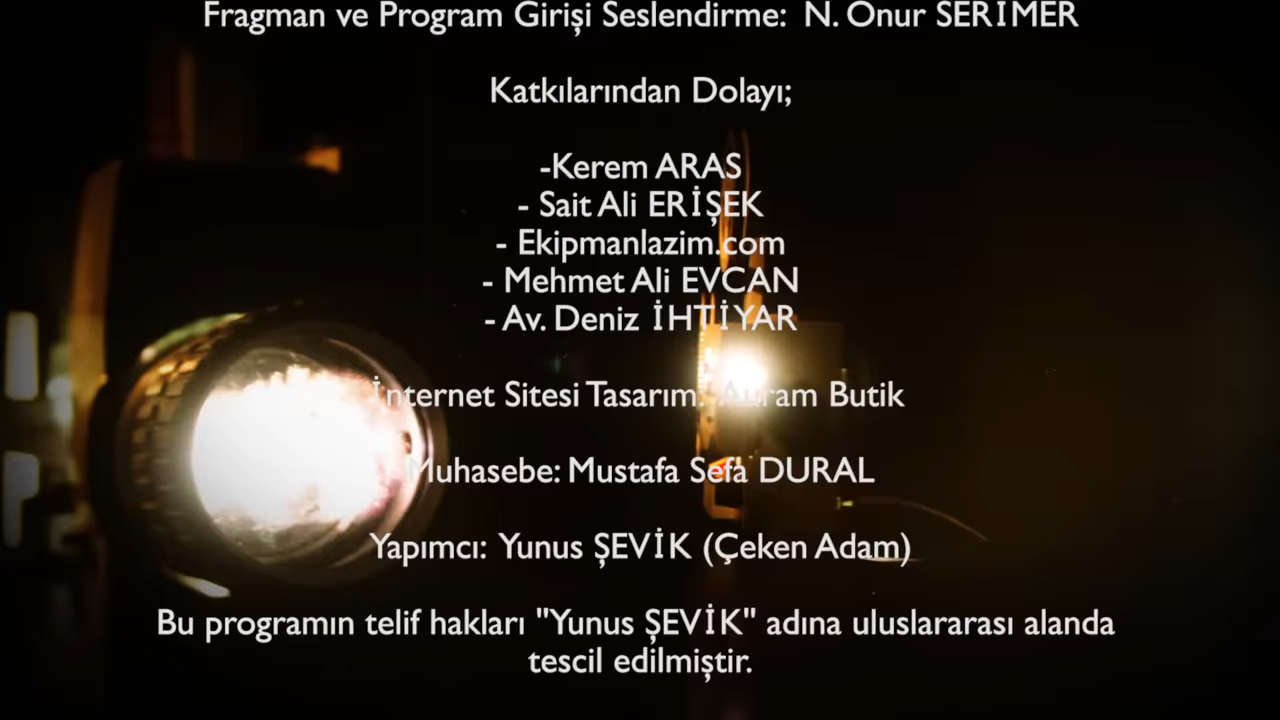 Fragman ve Program Girişi Seslendirme: N. Onur SERİMER
Katkılarından Dolayı;
-Kerem ARAS
- Sait Ali ERİŞEK
- Ekipmanlazim.com
- Mehmet Ali EVCAN
- Av. Deniz İHTİYAR
İnternet Sitesi Tasarım: Butik
Muhasebe: Mustafa Sefa DURAL
Yapımcı: Yunus ŞEVİK (Çeken Adam)
Bu programın telif hakları "Yunus ŞEVİK" adına uluslararası alanda
tescil edilmiştir.